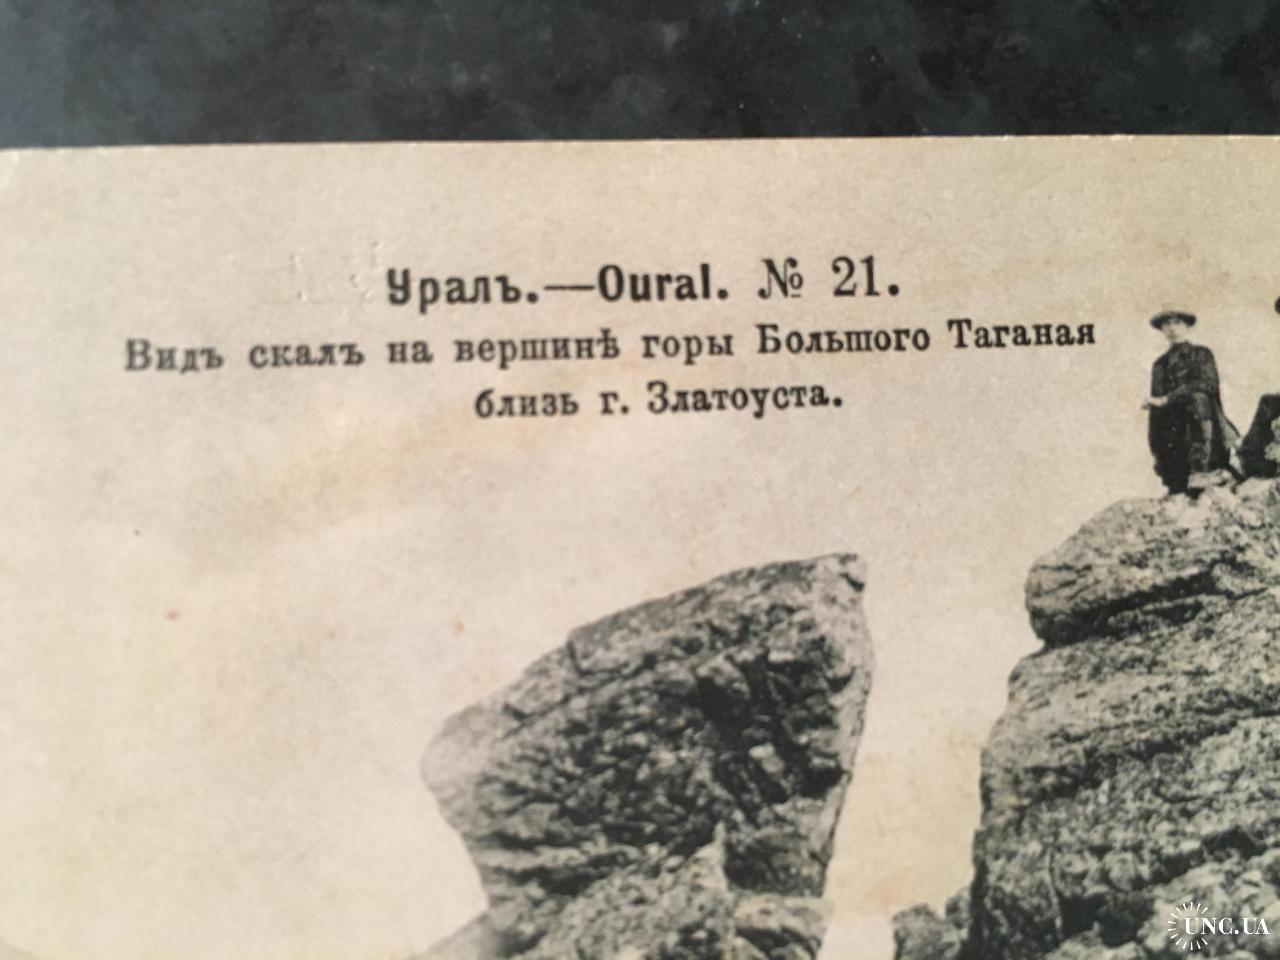 Уралъ.—Oural. № 21.
Видъ скалъ на вершинѣ горы Большого Таганая
близь г. Златоуста.
UNC.UA